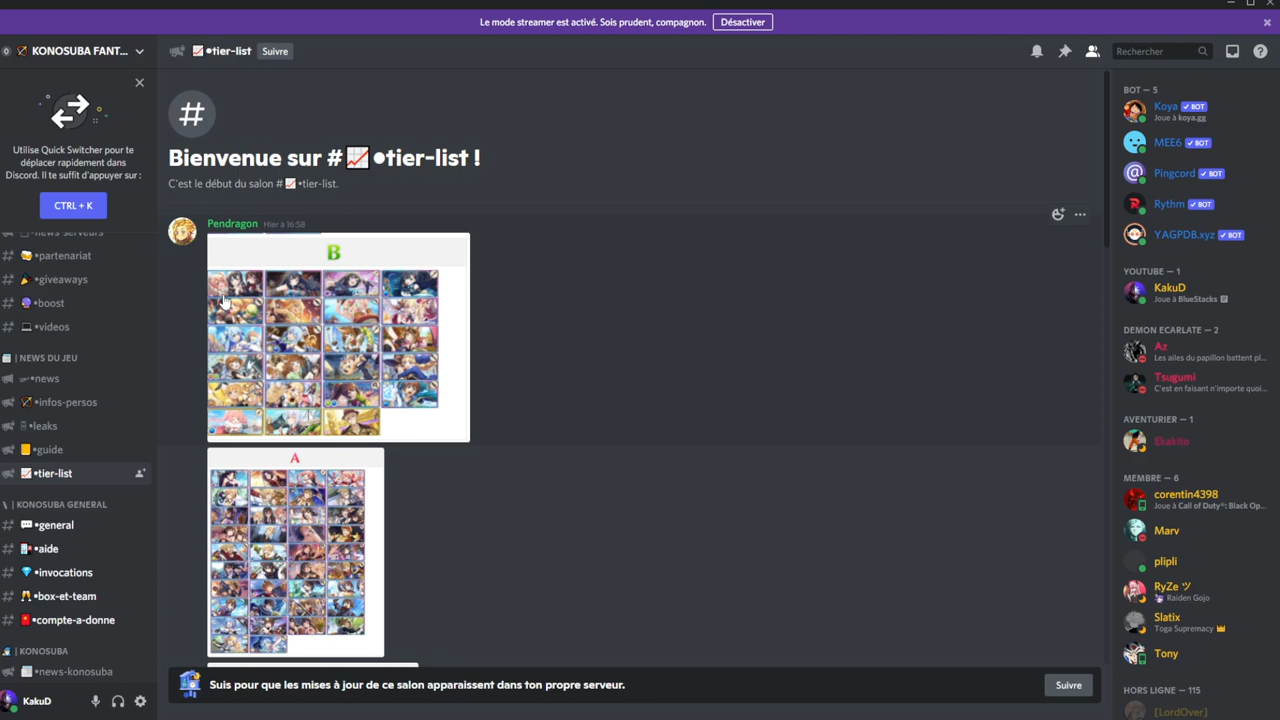 Le mode streamer est activé. Sois prudent, compagnon. Désactiver
KONOSUBA FANT...
•tier-list Suivre
Rechercher
Utilise Quick Switcher pour te
déplacer rapidement dans
Discord. Il te suffit d'appuyer sur :
CTRL + K
•news-serveurs
•partenariat
•giveaways
•boost
•videos
| NEWS DU JEU
•news
•infos-persos
•leaks
•guide
•tier-list
| KONOSUBA GENERAL
•general
•aide
•invocations
•box-et-team
•compte-a-donne
| KONOSUBA
•news-konosuba
KakuD
Bienvenue sur # •tier-list !
C'est le début du salon # •tier-list.
Pendragon Hier à 16:58
B
A
Suis pour que les mises à jour de ce salon apparaissent dans ton propre serveur.
Suivre
BOT — 5
Koya BOT
Joue à koya.gg
MEE6 BOT
Pingcord BOT
Rythm BOT
YAGPDB.xyz BOT
YOUTUBE — 1
KakuD
Joue à BlueStacks
DEMON ECARLATE — 2
Az
Les ailes du papillon battent pl...
Tsugumi
C'est en faisant n'importe quoi...
AVENTURIER — 1
Ekakito
MEMBRE — 6
corentin4398
Joue à Call of Duty®: Black Op...
Marv
plipli
RyZe ツ
Raiden Gojo
Slatix
Toga Supremacy
Tony
HORS LIGNE — 115
[LordOver]